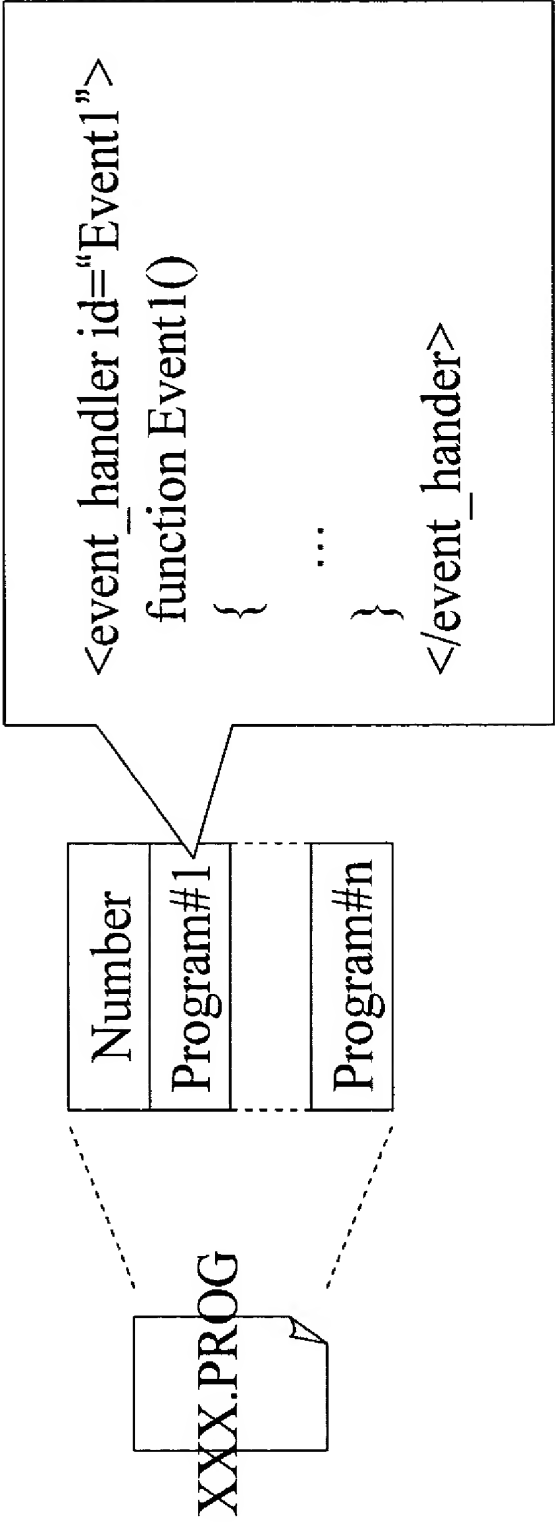 XXX.PROG
Number
Program#1
Program#n
<event_handler id=“Event1”>
function Event1()
{
…
}
</event_hander>